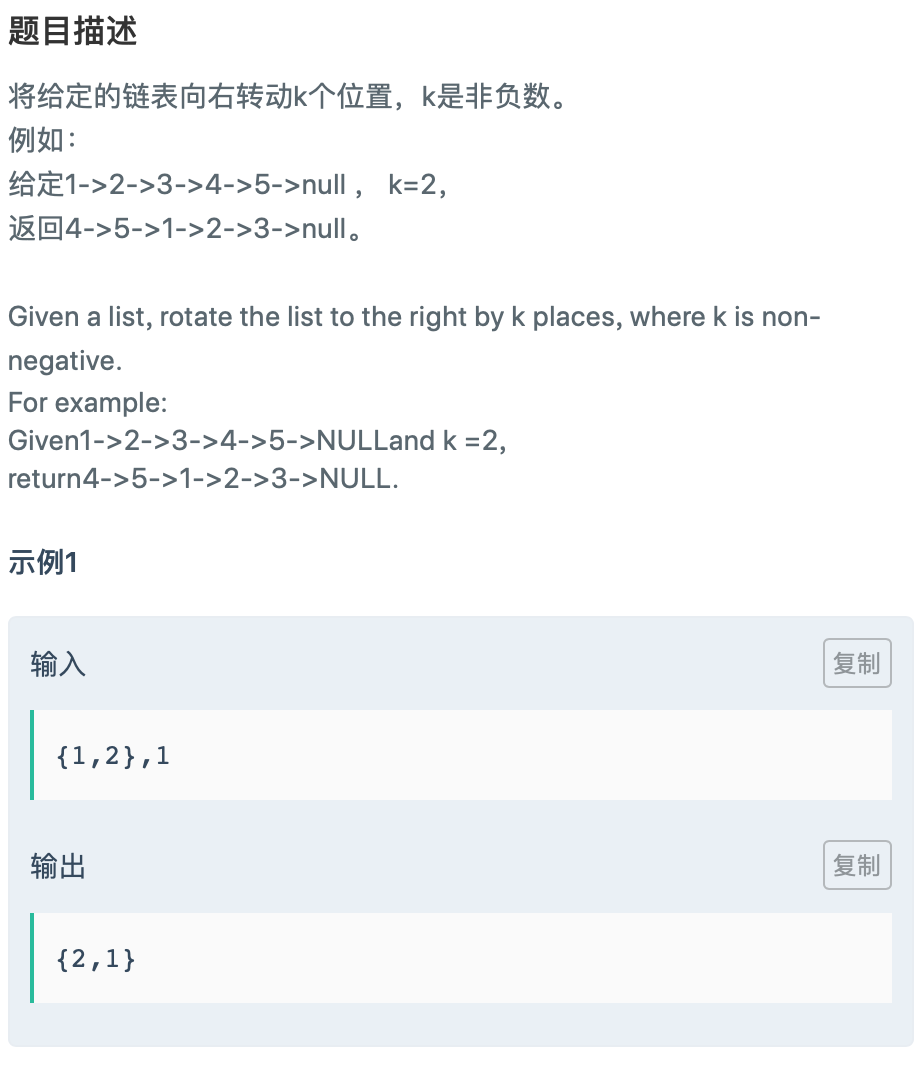 题目描述
将给定的链表向右转动k个位置，k是非负数。
例如：
给定1->2->3->4->5->null ， k=2，
返回4->5->1->2->3->null。
Given a list, rotate the list to the right by k places, where k is non-
negative.
For example:
Given1->2->3->4->5->NULLand k =2,
return4->5->1->2->3->NULL.
示例1
输入
复制
{1,2},1
输出
复制
{2,1}